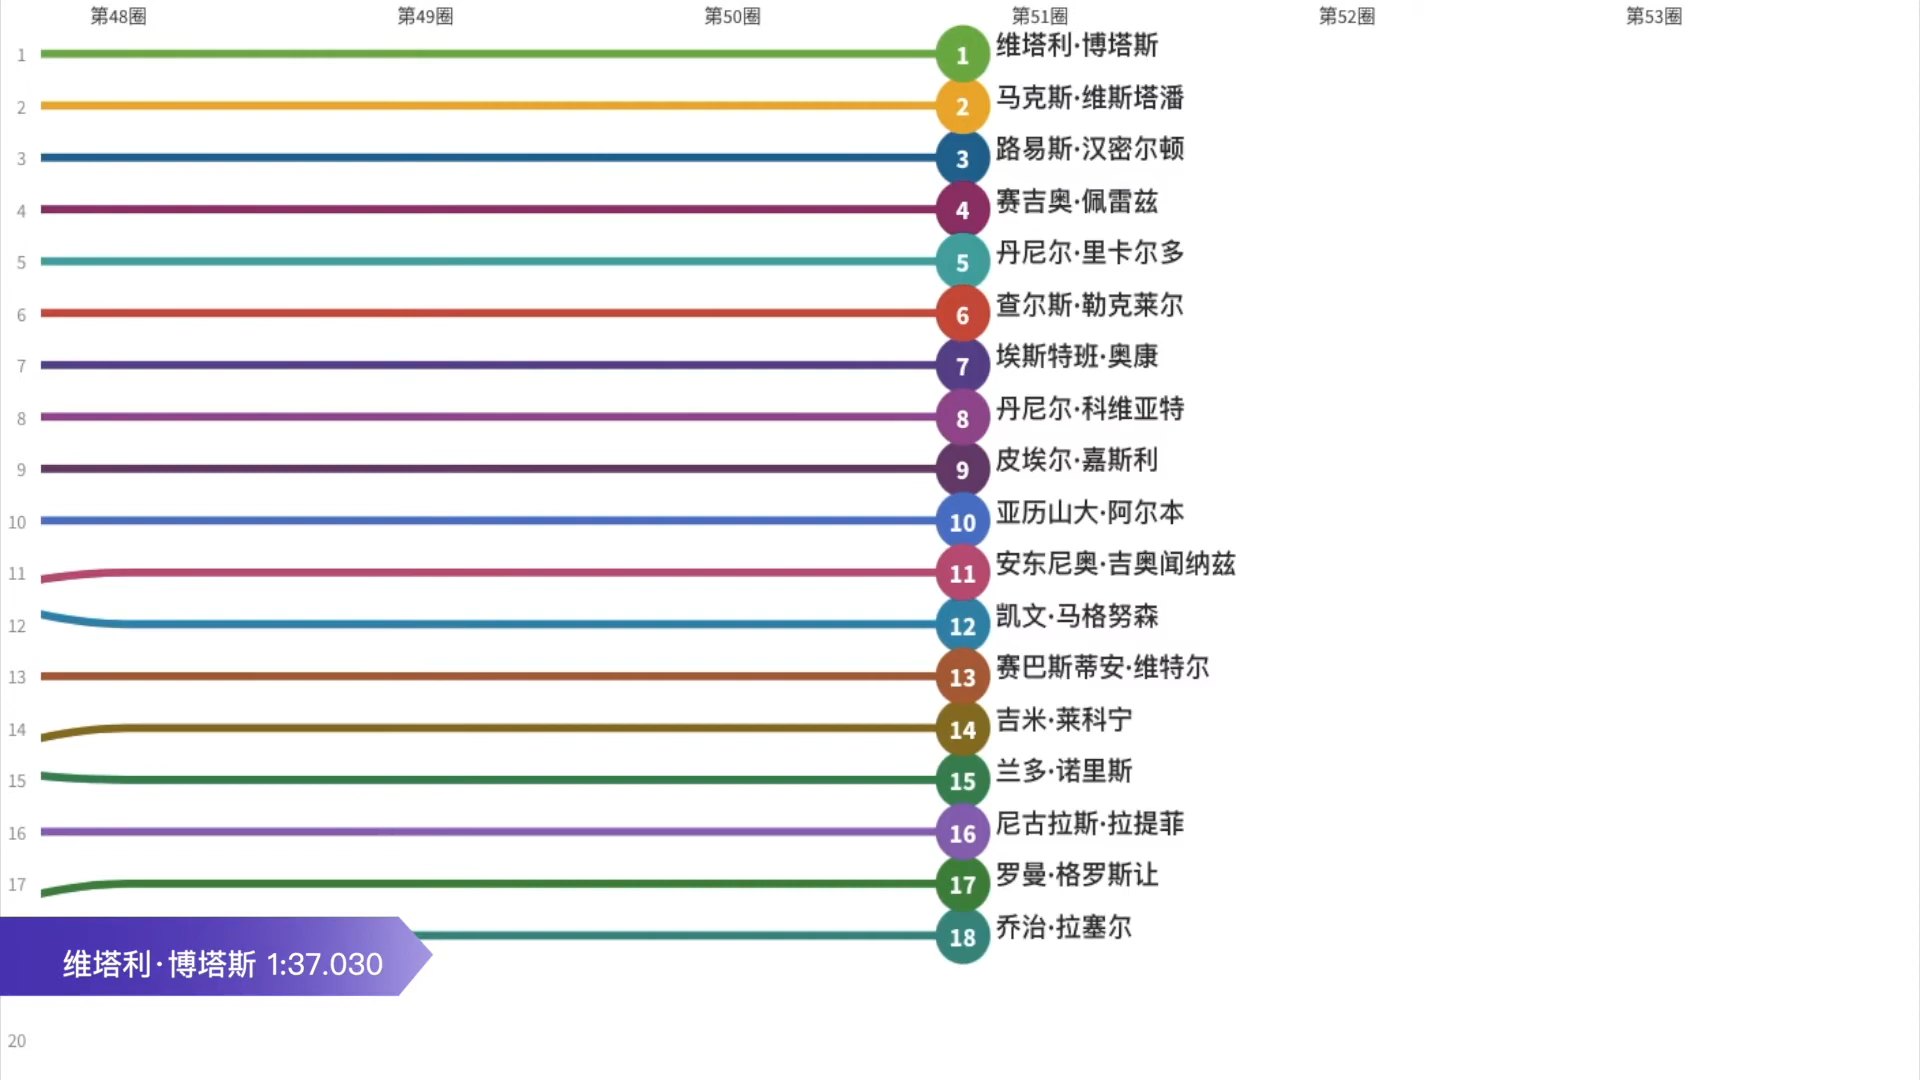 第48圈 第49圈 第50圈 第51圈 第52圈 第53圈
1 1 维塔利·博塔斯
2 2 马克斯·维斯塔潘
3 3 路易斯·汉密尔顿
4 4 赛吉奥·佩雷兹
5 5 丹尼尔·里卡尔多
6 6 查尔斯·勒克莱尔
7 7 埃斯特班·奥康
8 8 丹尼尔·科维亚特
9 9 皮埃尔·嘉斯利
10 10 亚历山大·阿尔本
11 11 安东尼奥·吉奥闻纳兹
12 12 凯文·马格努森
13 13 赛巴斯蒂安·维特尔
14 14 吉米·莱科宁
15 15 兰多·诺里斯
16 16 尼古拉斯·拉提菲
17 17 罗曼·格罗斯让
18 乔治·拉塞尔
维塔利·博塔斯 1:37.030
20